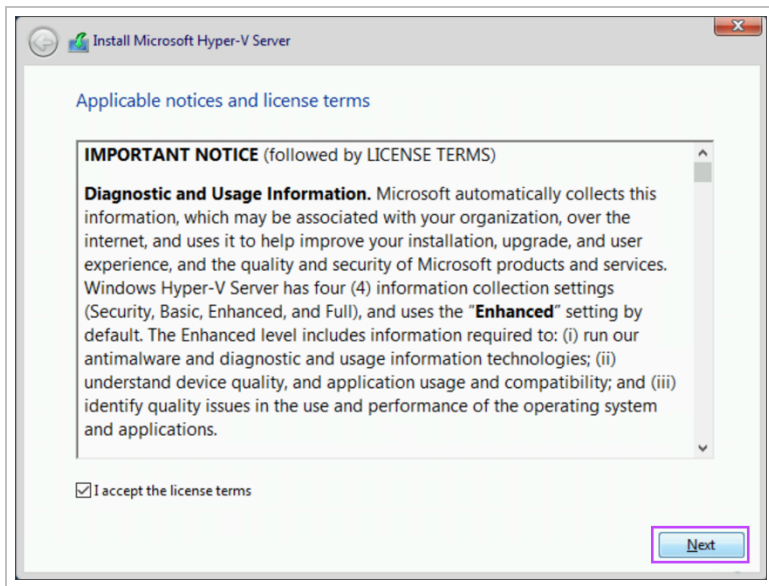 Install Microsoft Hyper-V Server
Applicable notices and license terms
IMPORTANT NOTICE (followed by LICENSE TERMS)
Diagnostic and Usage Information. Microsoft automatically collects this
information, which may be associated with your organization, over the
internet, and uses it to help improve your installation, upgrade, and user
experience, and the quality and security of Microsoft products and services.
Windows Hyper-V Server has four (4) information collection settings
(Security, Basic, Enhanced, and Full), and uses the “Enhanced” setting by
default. The Enhanced level includes information required to: (i) run our
antimalware and diagnostic and usage information technologies; (ii)
understand device quality, and application usage and compatibility; and (iii)
identify quality issues in the use and performance of the operating system
and applications.
I accept the license terms
Next